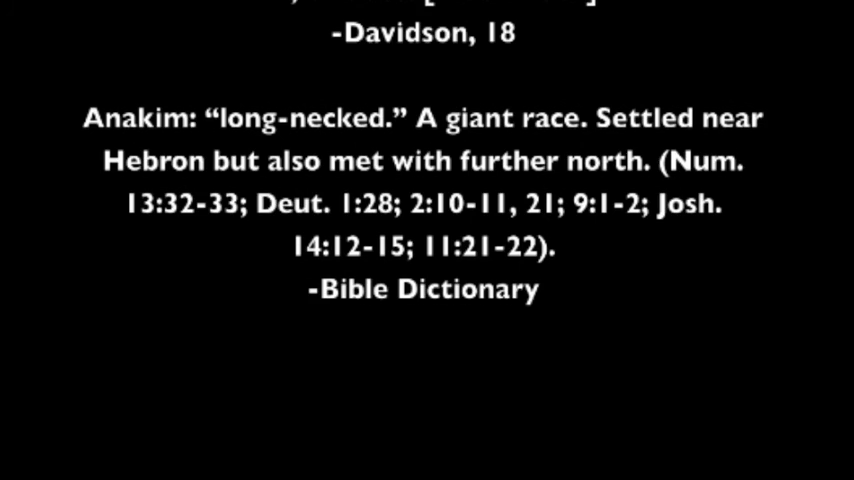 -Davidson, 18
Anakim: “long-necked.” A giant race. Settled near
Hebron but also met with further north. (Num.
13:32-33; Deut. 1:28; 2:10-11, 21; 9:1-2; Josh.
14:12-15; 11:21-22).
-Bible Dictionary